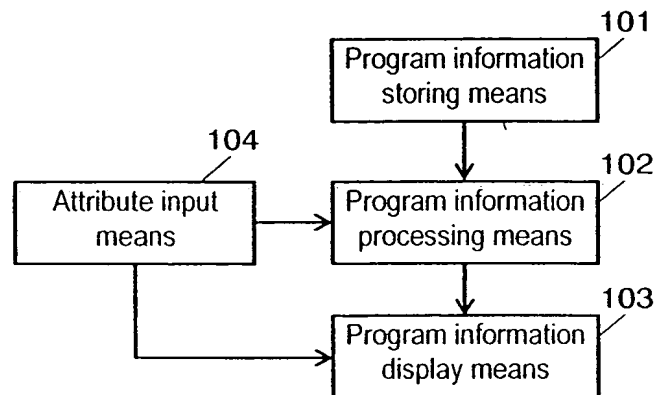 101
Program information
storing means
104
Attribute input
means
102
Program information
processing means
103
Program information
display means